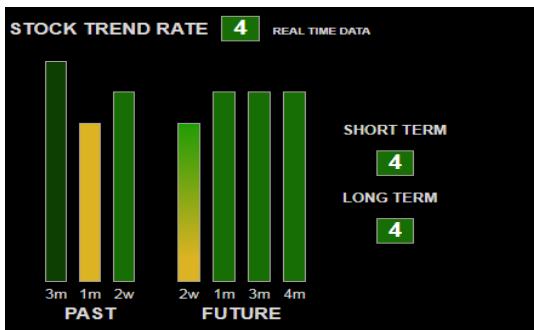 STOCK TREND RATE 4 REAL TIME DATA
SHORT TERM
4
LONG TERM
4
3m 1m 2w 2w 1m 3m 4m
PAST FUTURE